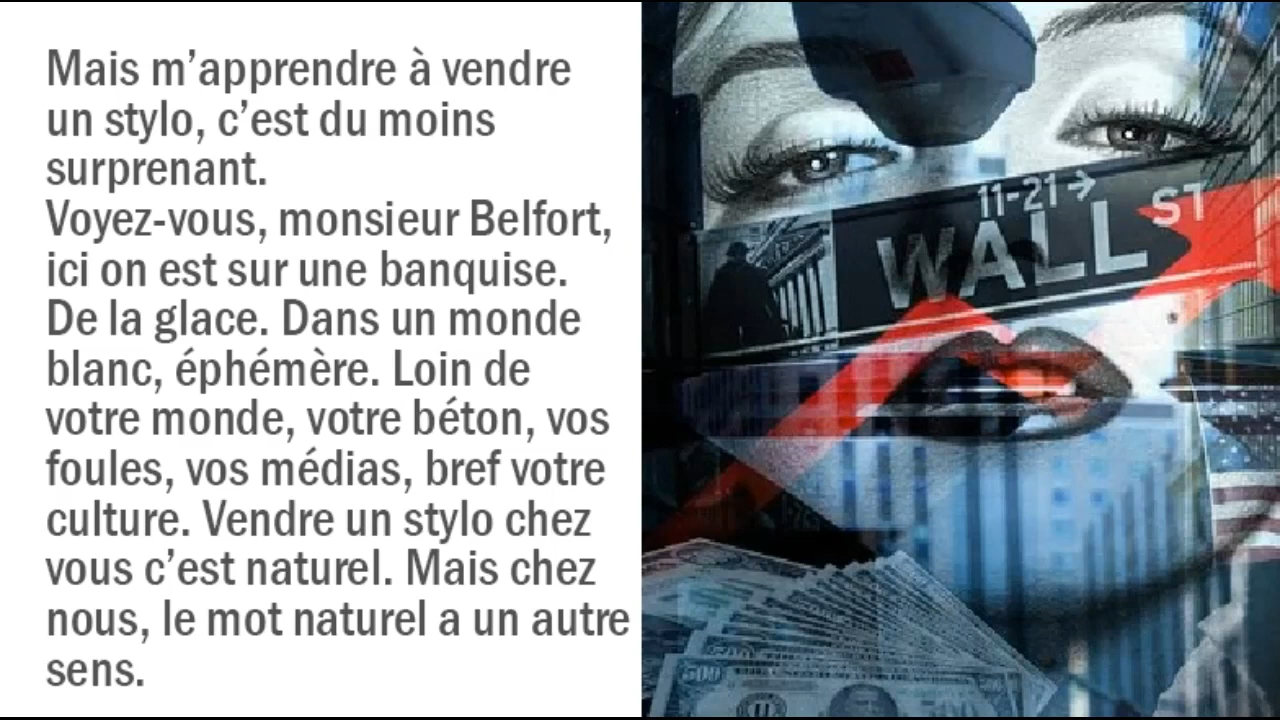 Mais m’apprendre à vendre
un stylo, c’est du moins
surprenant.
Voyez-vous, monsieur Belfort,
ici on est sur une banquise.
De la glace. Dans un monde
blanc, éphémère. Loin de
votre monde, votre béton, vos
foules, vos médias, bref votre
culture. Vendre un stylo chez
vous c’est naturel. Mais chez
nous, le mot naturel a un autre
sens.
11-21→
WALL ST
500
500